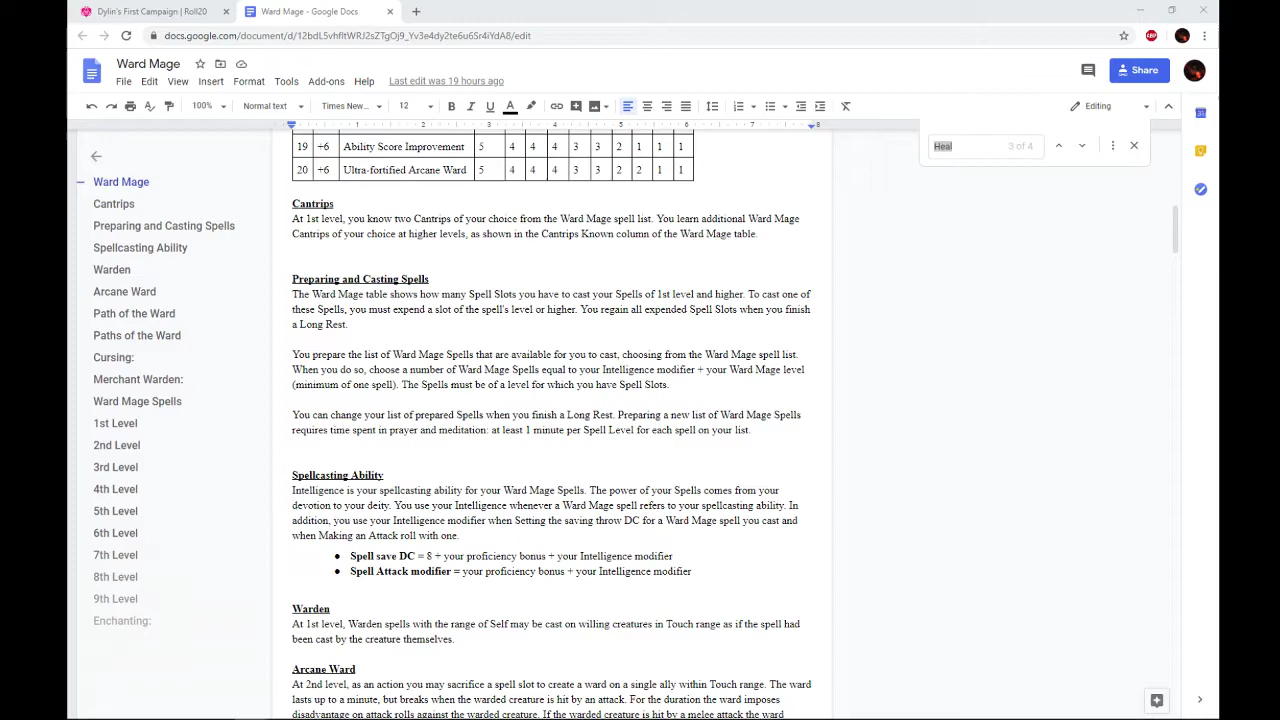 Dylin's First Campaign | Roll20
Ward Mage - Google Docs
docs.google.com/document/d/12bdL5vhfltWRJ2sZTgOj9_Yv3e4dy2te6u6Sr4iYdA8/edit
Ward Mage
File Edit View Insert Format Tools Add-ons Help Last edit was 19 hours ago
Share
100% Normal text Times New... 12 B I U A Editing
1 2 3 4 5 6 7 8
Heal 3 of 4
Ward Mage
Cantrips
Preparing and Casting Spells
Spellcasting Ability
Warden
Arcane Ward
Path of the Ward
Paths of the Ward
Cursing:
Merchant Warden:
Ward Mage Spells
1st Level
2nd Level
3rd Level
4th Level
5th Level
6th Level
7th Level
8th Level
9th Level
Enchanting:
19 +6 Ability Score Improvement 5 4 4 4 3 3 2 1 1 1
20 +6 Ultra-fortified Arcane Ward 5 4 4 4 3 3 2 2 1 1
Cantrips
At 1st level, you know two Cantrips of your choice from the Ward Mage spell list. You learn additional Ward Mage
Cantrips of your choice at higher levels, as shown in the Cantrips Known column of the Ward Mage table.
Preparing and Casting Spells
The Ward Mage table shows how many Spell Slots you have to cast your Spells of 1st level and higher. To cast one of
these Spells, you must expend a slot of the spell's level or higher. You regain all expended Spell Slots when you finish
a Long Rest.
You prepare the list of Ward Mage Spells that are available for you to cast, choosing from the Ward Mage spell list.
When you do so, choose a number of Ward Mage Spells equal to your Intelligence modifier + your Ward Mage level
(minimum of one spell). The Spells must be of a level for which you have Spell Slots.
You can change your list of prepared Spells when you finish a Long Rest. Preparing a new list of Ward Mage Spells
requires time spent in prayer and meditation: at least 1 minute per Spell Level for each spell on your list.
Spellcasting Ability
Intelligence is your spellcasting ability for your Ward Mage Spells. The power of your Spells comes from your
devotion to your deity. You use your Intelligence whenever a Ward Mage spell refers to your spellcasting ability. In
addition, you use your Intelligence modifier when Setting the saving throw DC for a Ward Mage spell you cast and
when Making an Attack roll with one.
● Spell save DC = 8 + your proficiency bonus + your Intelligence modifier
● Spell Attack modifier = your proficiency bonus + your Intelligence modifier
Warden
At 1st level, Warden spells with the range of Self may be cast on willing creatures in Touch range as if the spell had
been cast by the creature themselves.
Arcane Ward
At 2nd level, as an action you may sacrifice a spell slot to create a ward on a single ally within Touch range. The ward
lasts up to a minute, but breaks when the warded creature is hit by an attack. For the duration the ward imposes
disadvantage on attack rolls against the warded creature. If the warded creature is hit by a melee attack the ward